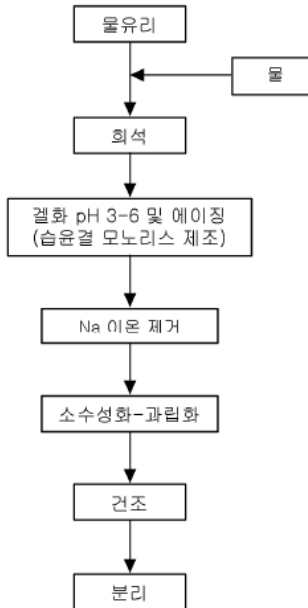 물유리
물
희석
겔화 pH 3-6 및 에이징
(습윤결 모노리스 제조)
Na 이온 제거
소수성화-과립화
건조
분리